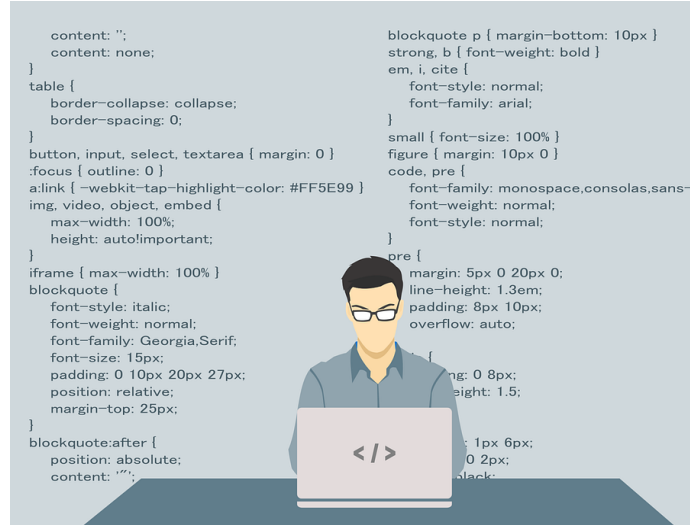 content: '';
content: none;
}
table {
border-collapse: collapse;
border-spacing: 0;
}
button, input, select, textarea { margin: 0 }
:focus { outline: 0 }
a:link { -webkit-tap-highlight-color: #FF5E99 }
img, video, object, embed {
max-width: 100%;
height: auto!important;
}
iframe { max-width: 100% }
blockquote {
font-style: italic;
font-weight: normal;
font-family: Georgia,Serif;
font-size: 15px;
padding: 0 10px 20px 27px;
position: relative;
margin-top: 25px;
}
blockquote:after {
position: absolute;
content: '"';
blockquote p { margin-bottom: 10px }
strong, b { font-weight: bold }
em, i, cite {
font-style: normal;
font-family: arial;
}
small { font-size: 100% }
figure { margin: 10px 0 }
code, pre {
font-family: monospace,consolas,sans-
font-weight: normal;
font-style: normal;
}
pre {
margin: 5px 0 20px 0;
line-height: 1.3em;
padding: 8px 10px;
overflow: auto;
{
ng: 0 8px;
eight: 1.5;
: 1px 6px;
0 2px;
black;
</>